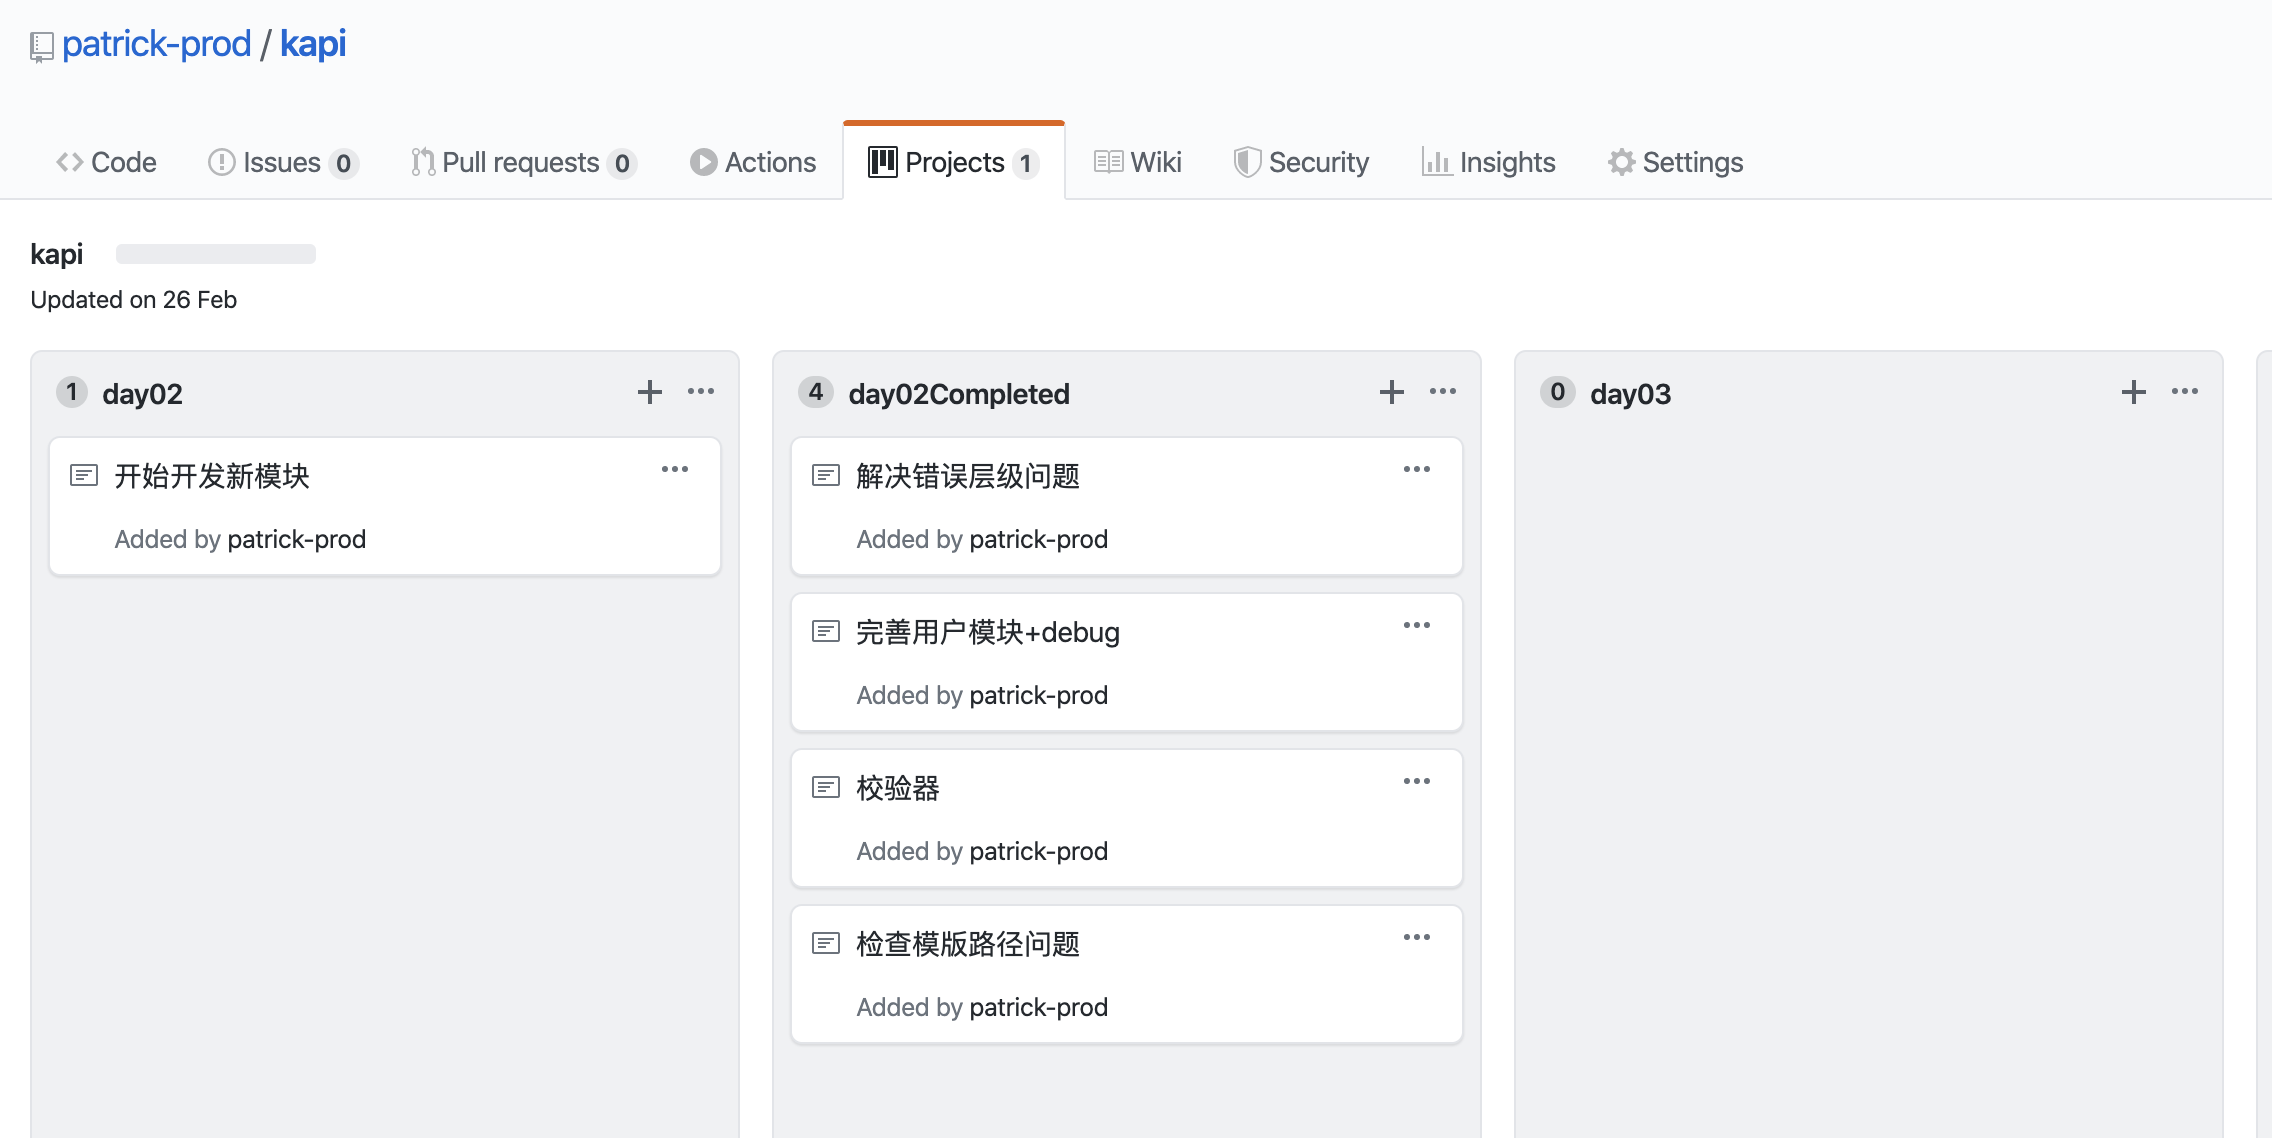 patrick-prod / kapi
Code Issues 0 Pull requests 0 Actions Projects 1 Wiki Security Insights Settings
kapi
Updated on 26 Feb
1 day02
开始开发新模块
Added by patrick-prod
4 day02Completed
解决错误层级问题
Added by patrick-prod
完善用户模块+debug
Added by patrick-prod
校验器
Added by patrick-prod
检查模版路径问题
Added by patrick-prod
0 day03